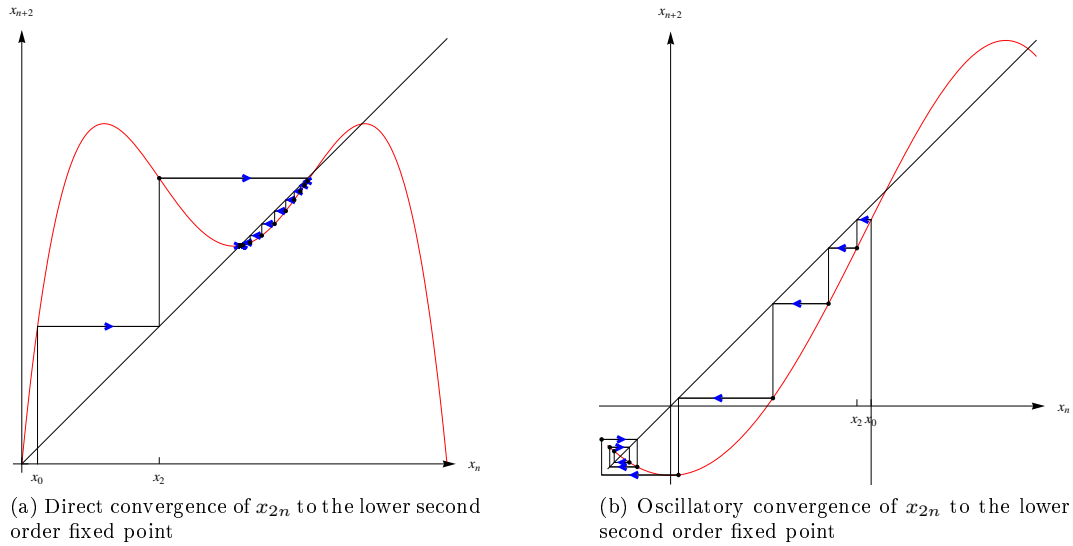 x_{n+2}
x_n
x_0
x_2
(a) Direct convergence of x_{2n} to the lower second
order fixed point
x_{n+2}
x_n
x_2 x_0
(b) Oscillatory convergence of x_{2n} to the lower
second order fixed point